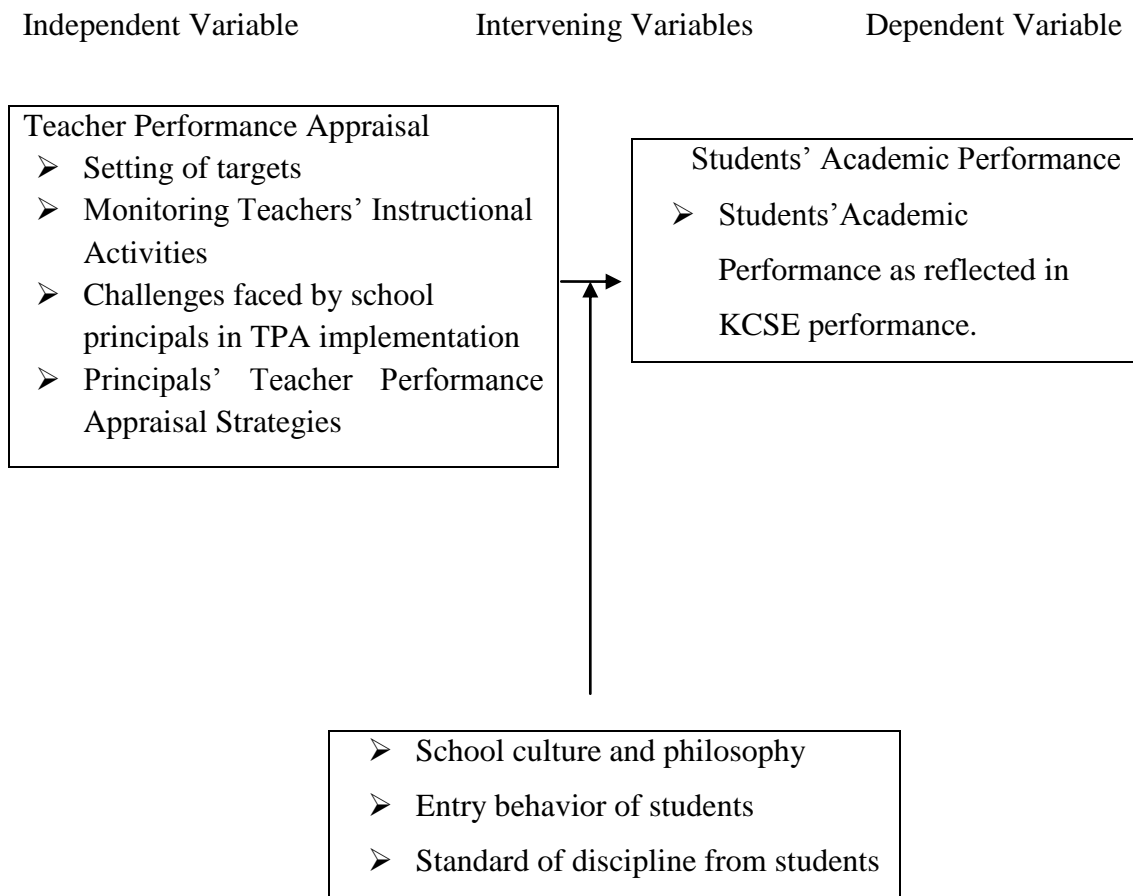 Independent Variable Intervening Variables Dependent Variable
Teacher Performance Appraisal
➢ Setting of targets
➢ Monitoring Teachers’ Instructional
Activities
➢ Challenges faced by school
principals in TPA implementation
➢ Principals’ Teacher Performance
Appraisal Strategies
Students’ Academic Performance
➢ Students’Academic
Performance as reflected in
KCSE performance.
➢ School culture and philosophy
➢ Entry behavior of students
➢ Standard of discipline from students